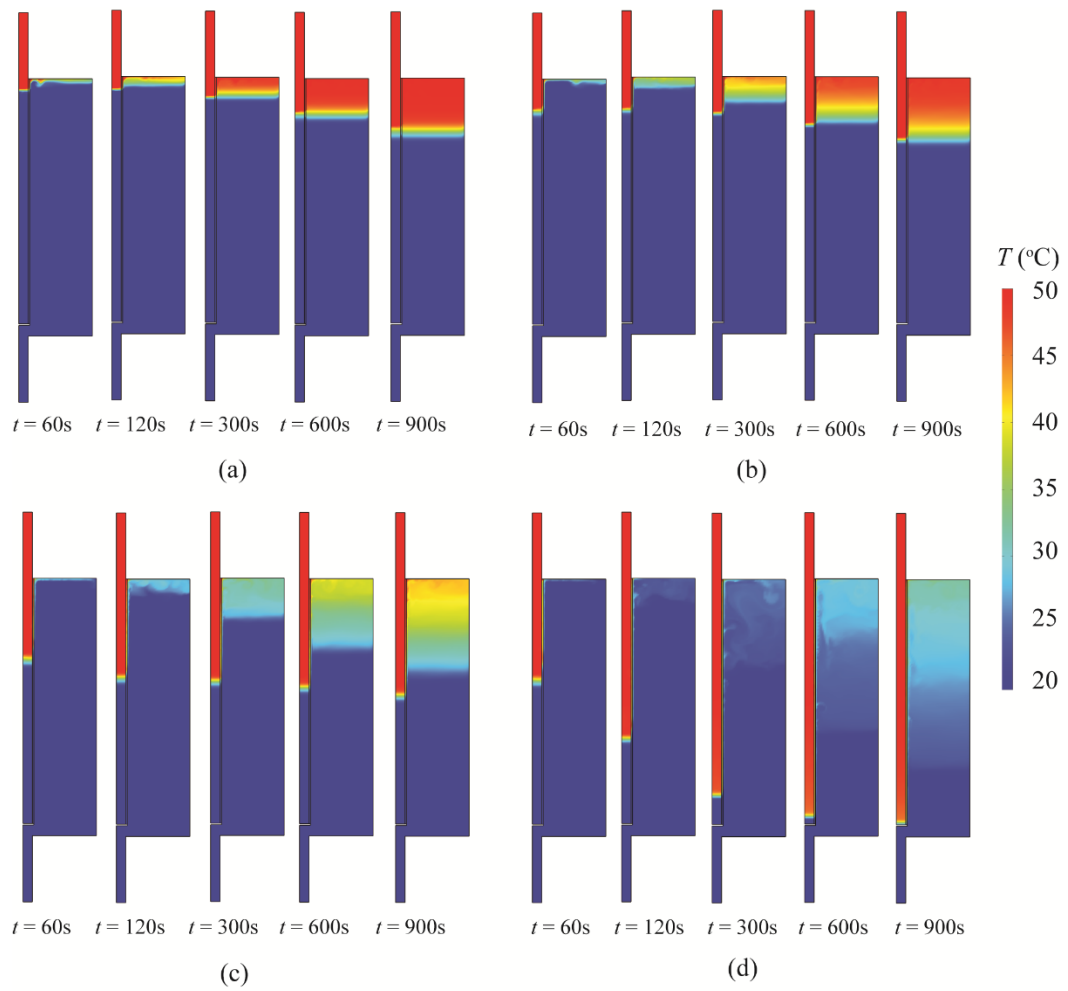 t = 60s t = 120s t = 300s t = 600s t = 900s
(a)
t = 60s t = 120s t = 300s t = 600s t = 900s
(b)
T (°C)
50
45
40
35
30
25
20
t = 60s t = 120s t = 300s t = 600s t = 900s
(c)
t = 60s t = 120s t = 300s t = 600s t = 900s
(d)